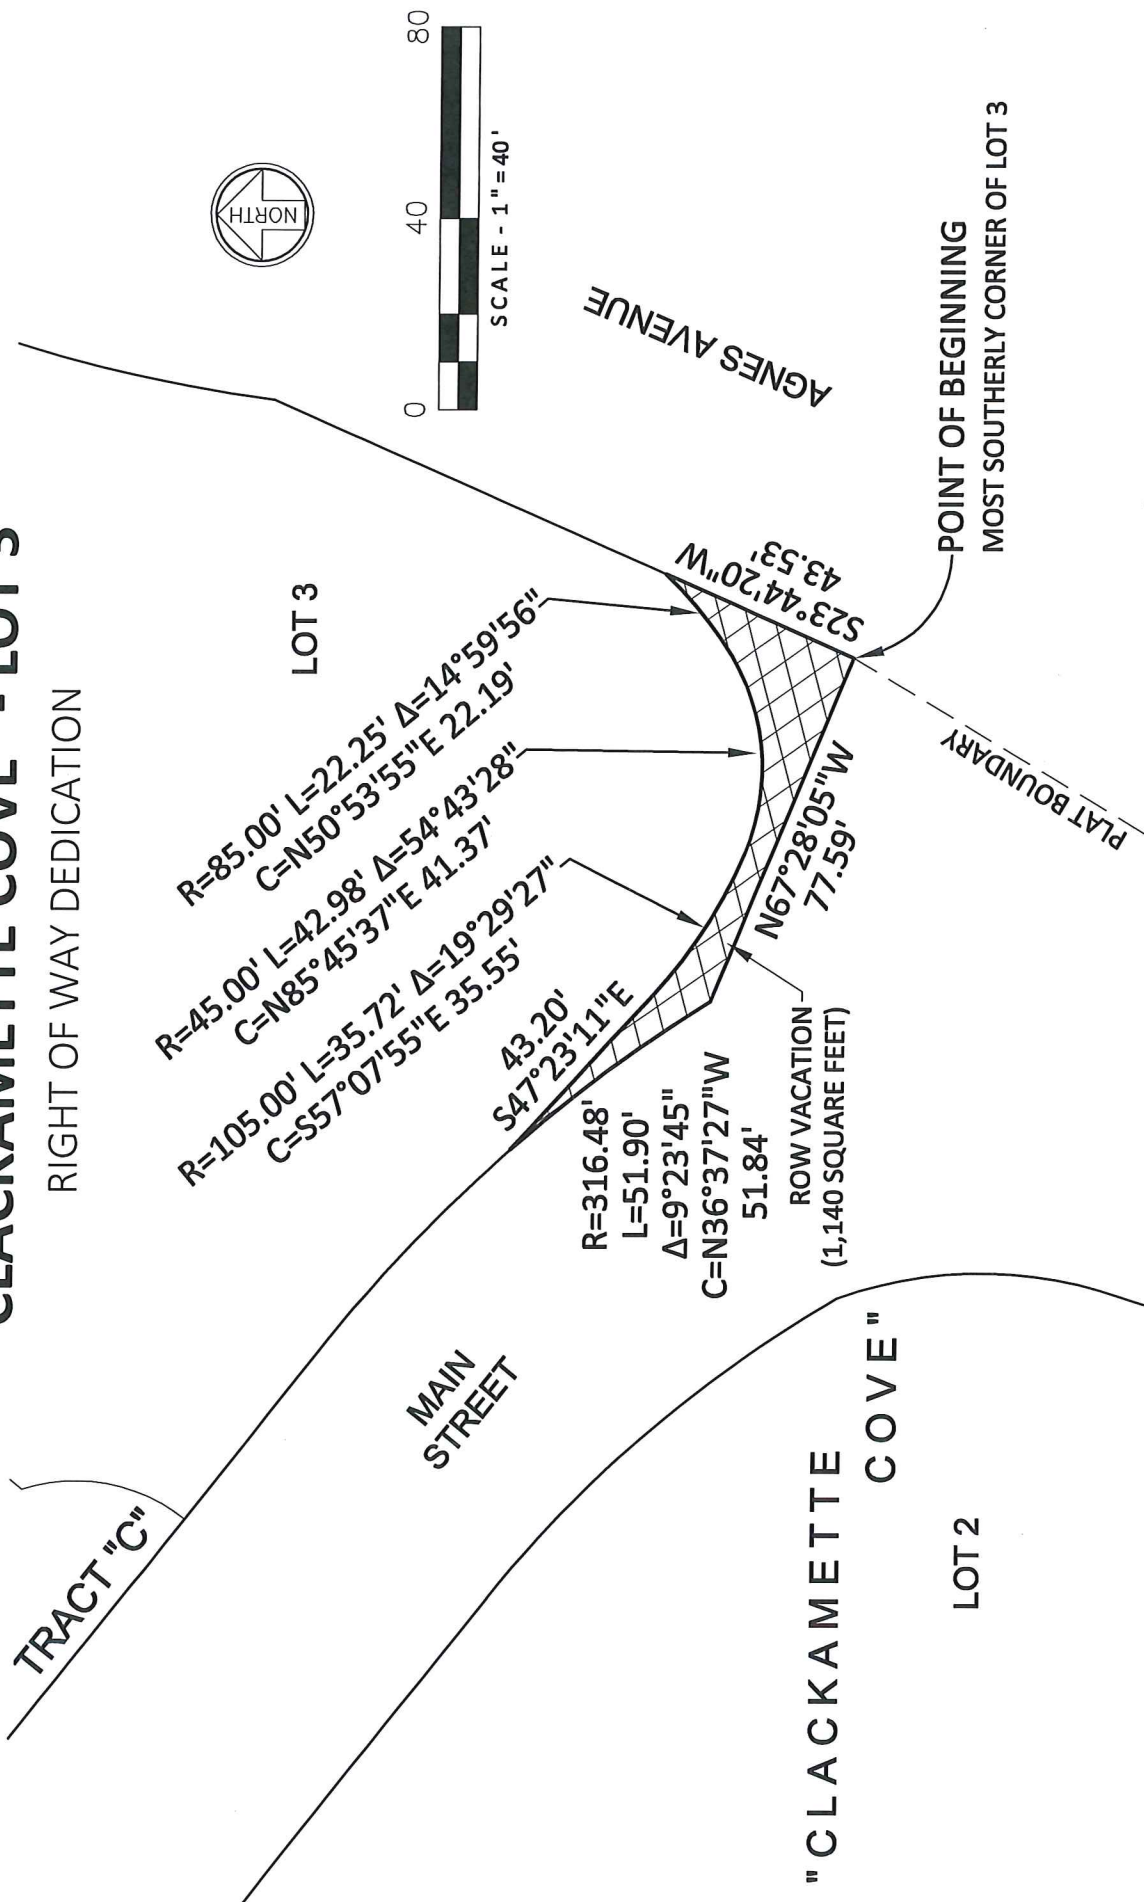 CLACKAMETTE COVE" - LOT 3
RIGHT OF WAY DEDICATION
NORTH
0 40 80
SCALE - 1"=40'
TRACT "C"
LOT 3
R=85.00' L=22.25' Δ=14°59'56"
C=N50°53'55"E 22.19'
R=45.00' L=42.98' Δ=54°43'28"
C=N85°45'37"E 41.37'
R=105.00' L=35.72' Δ=19°29'27"
C=S57°07'55"E 35.55'
43.20'
S47°23'11"E
R=316.48'
L=51.90'
Δ=9°23'45"
C=N36°37'27"W
51.84'
ROW VACATION
(1,140 SQUARE FEET)
N67°28'05"W
77.59'
S23°44'20"W
43.53'
AGNES AVENUE
POINT OF BEGINNING
MOST SOUTHERLY CORNER OF LOT 3
PLAT BOUNDARY
MAIN
STREET
"CLACKAMETTE
COVE"
LOT 2